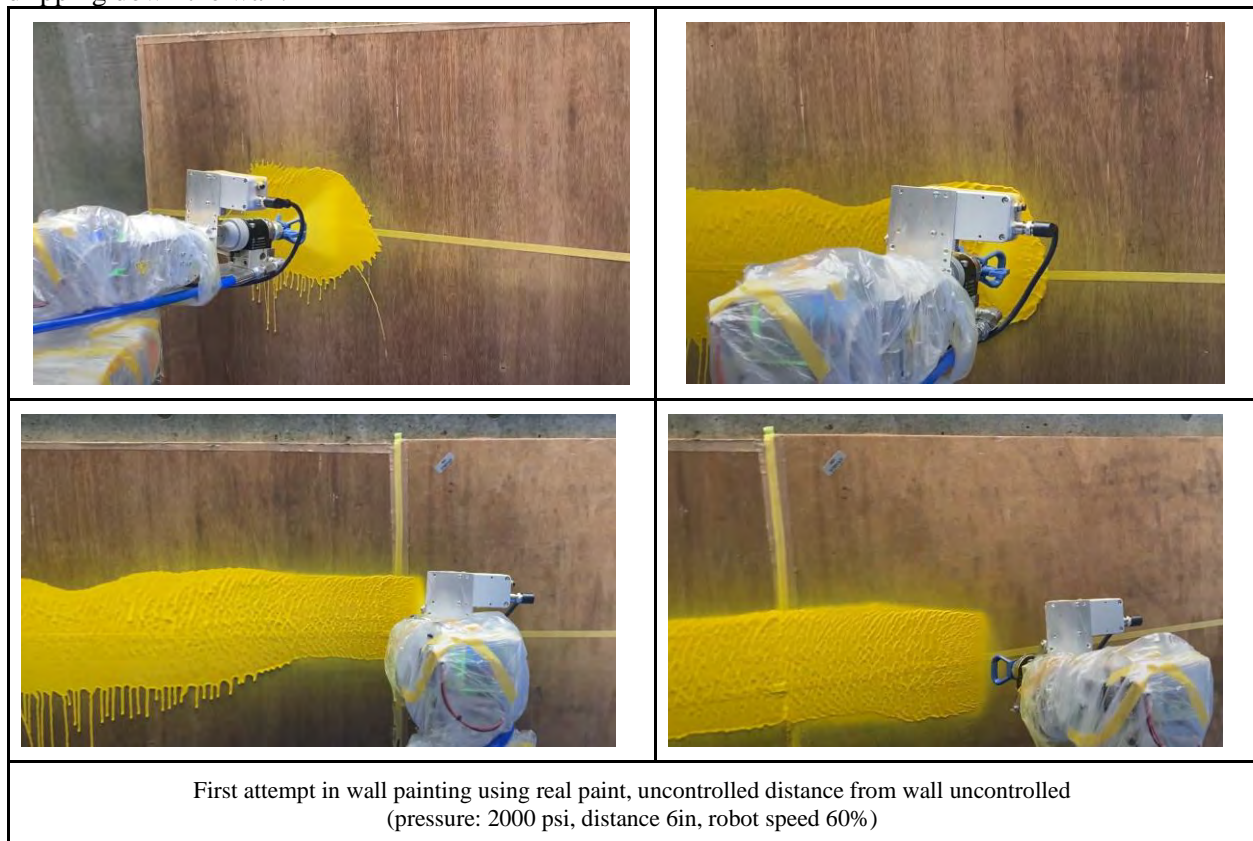 First attempt in wall painting using real paint, uncontrolled distance from wall uncontrolled
(pressure: 2000 psi, distance 6in, robot speed 60%)